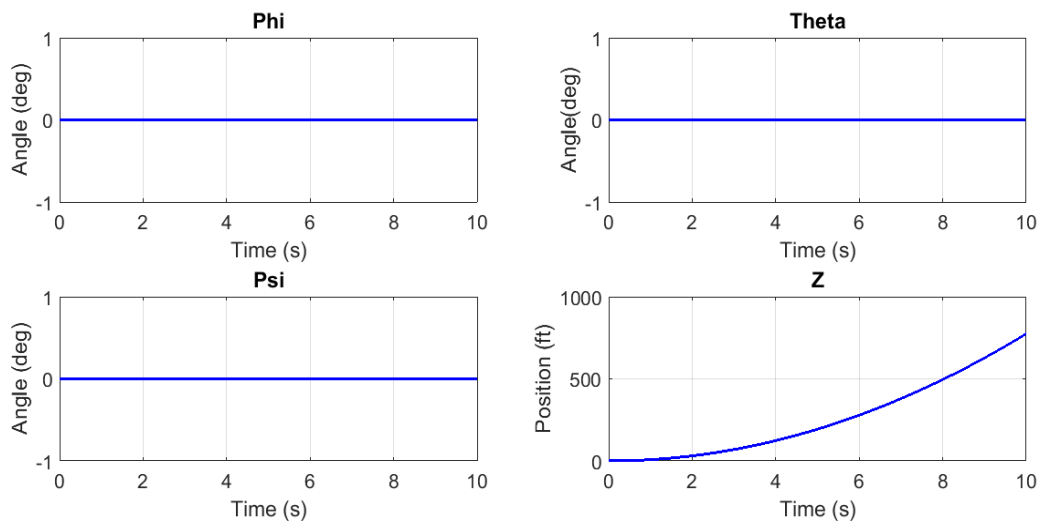 Phi
1
0
-1
Angle (deg)
0 2 4 6 8 10
Time (s)
Theta
1
0
-1
Angle(deg)
0 2 4 6 8 10
Time (s)
Psi
1
0
-1
Angle (deg)
0 2 4 6 8 10
Time (s)
Z
1000
500
0
Position (ft)
0 2 4 6 8 10
Time (s)